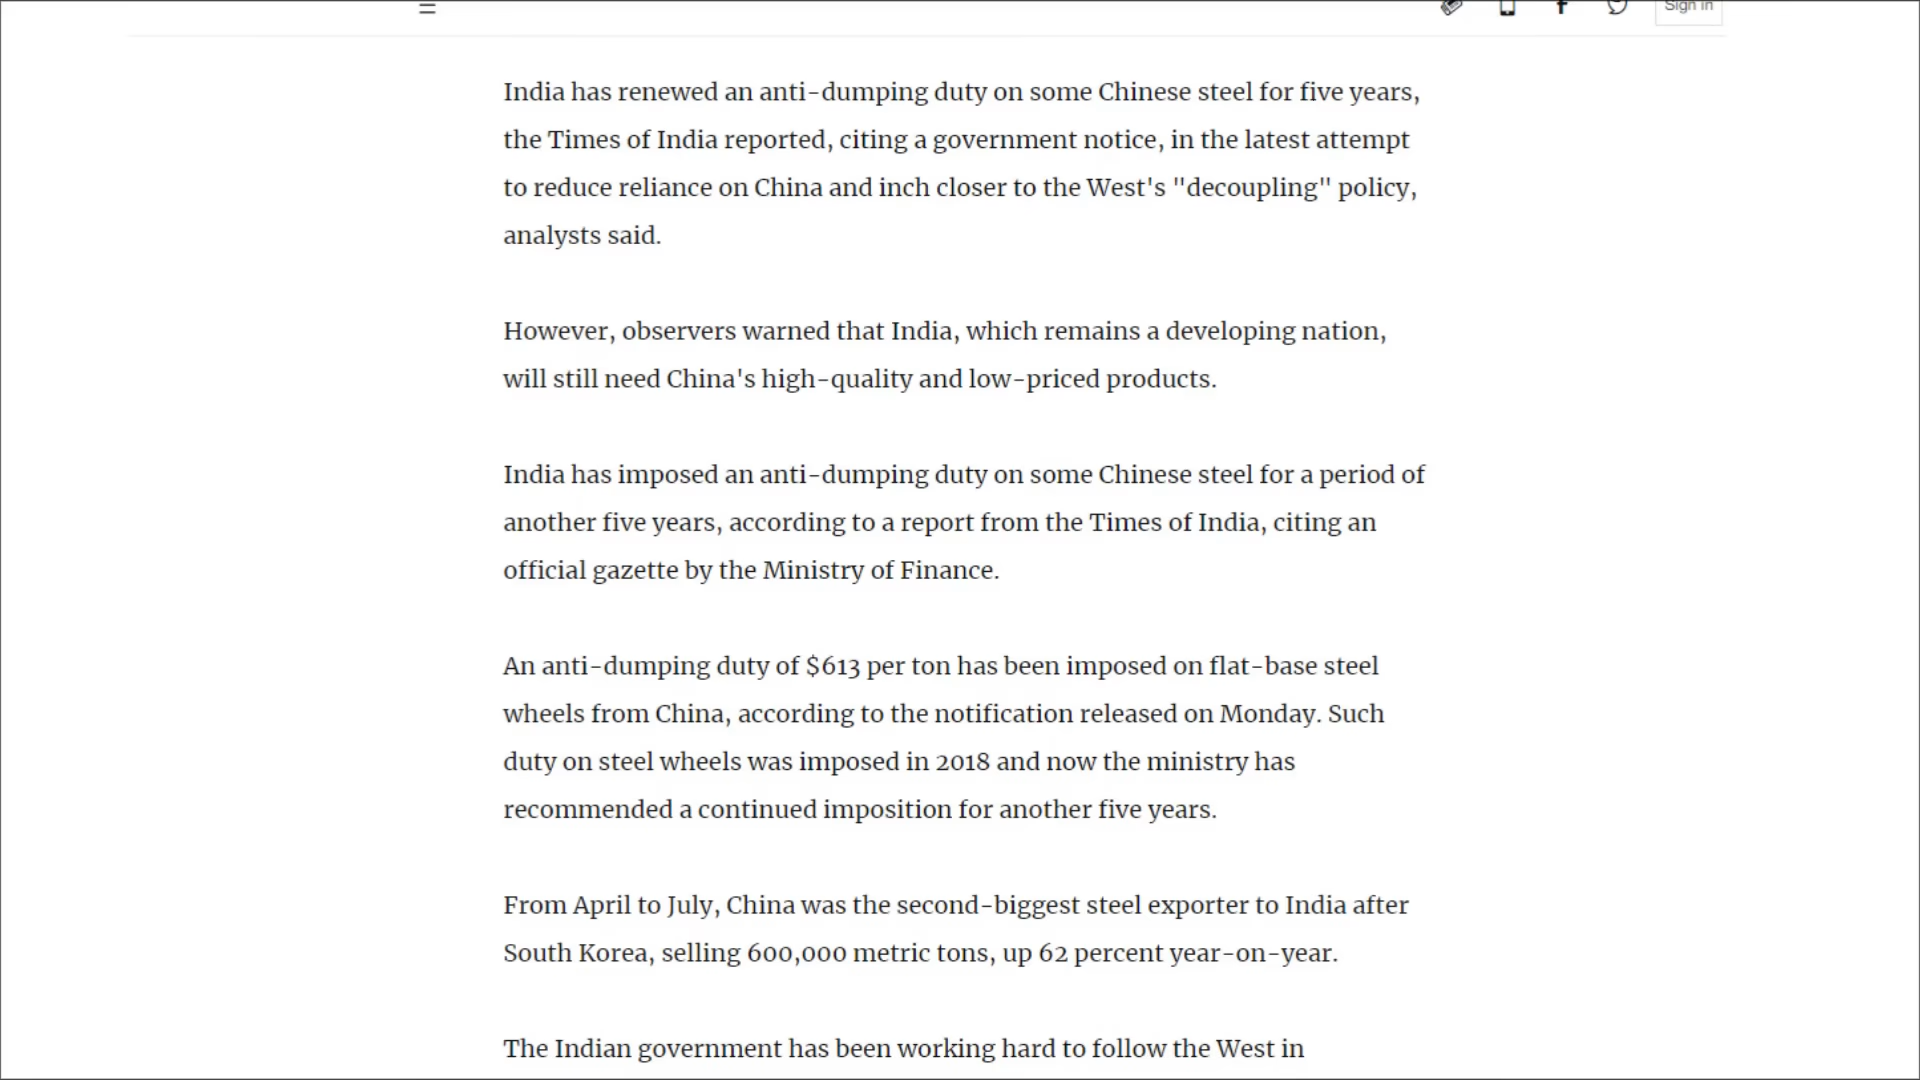 Sign in
India has renewed an anti-dumping duty on some Chinese steel for five years,
the Times of India reported, citing a government notice, in the latest attempt
to reduce reliance on China and inch closer to the West's "decoupling" policy,
analysts said.
However, observers warned that India, which remains a developing nation,
will still need China's high-quality and low-priced products.
India has imposed an anti-dumping duty on some Chinese steel for a period of
another five years, according to a report from the Times of India, citing an
official gazette by the Ministry of Finance.
An anti-dumping duty of $613 per ton has been imposed on flat-base steel
wheels from China, according to the notification released on Monday. Such
duty on steel wheels was imposed in 2018 and now the ministry has
recommended a continued imposition for another five years.
From April to July, China was the second-biggest steel exporter to India after
South Korea, selling 600,000 metric tons, up 62 percent year-on-year.
The Indian government has been working hard to follow the West in